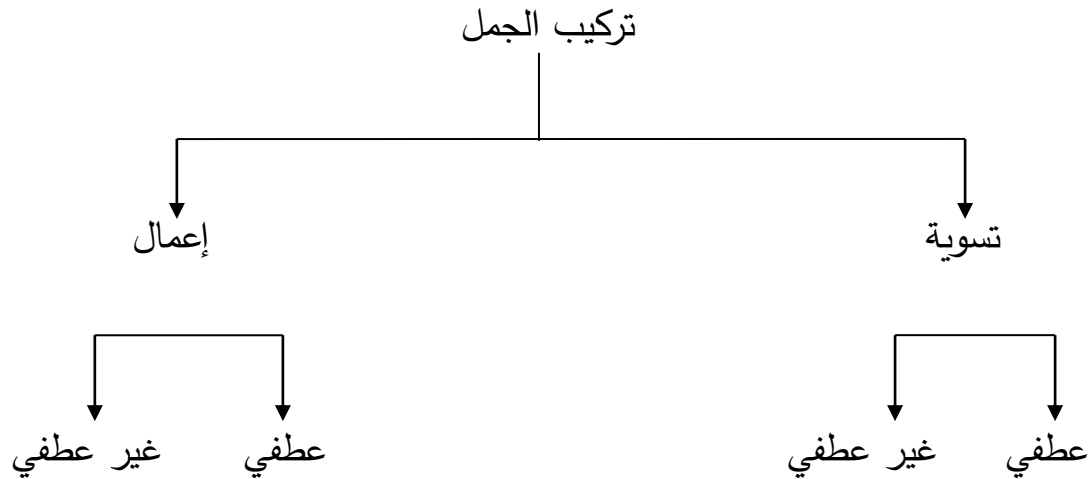 تركيب الجمل
تسوية
إعمال
عطفي
غير عطفي
عطفي
غير عطفي